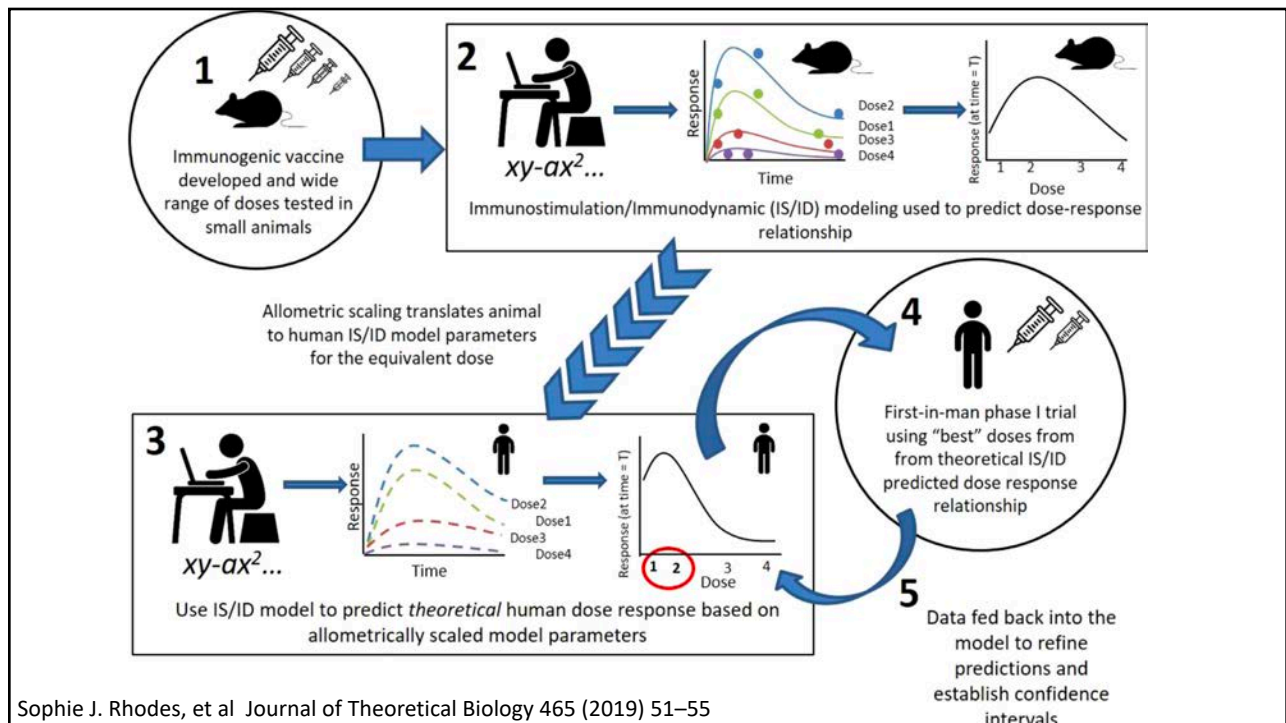 1
Immunogenic vaccine
developed and wide
range of doses tested in
small animals
2
xy-ax²...
Response
Time
Dose2
Dose1
Dose3
Dose4
Response (at time = T)
1 2 3 4
Dose
Immunostimulation/Immunodynamic (IS/ID) modeling used to predict dose-response
relationship
Allometric scaling translates animal
to human IS/ID model parameters
for the equivalent dose
3
xy-ax²...
Response
Time
Dose2
Dose1
Dose3
Dose4
Response (at time = T)
1 2 3 4
Dose
Use IS/ID model to predict theoretical human dose response based on
allometrically scaled model parameters
4
First-in-man phase I trial
using “best” doses from
from theoretical IS/ID
predicted dose response
relationship
5
Data fed back into the
model to refine
predictions and
establish confidence
intervals
Sophie J. Rhodes, et al Journal of Theoretical Biology 465 (2019) 51–55